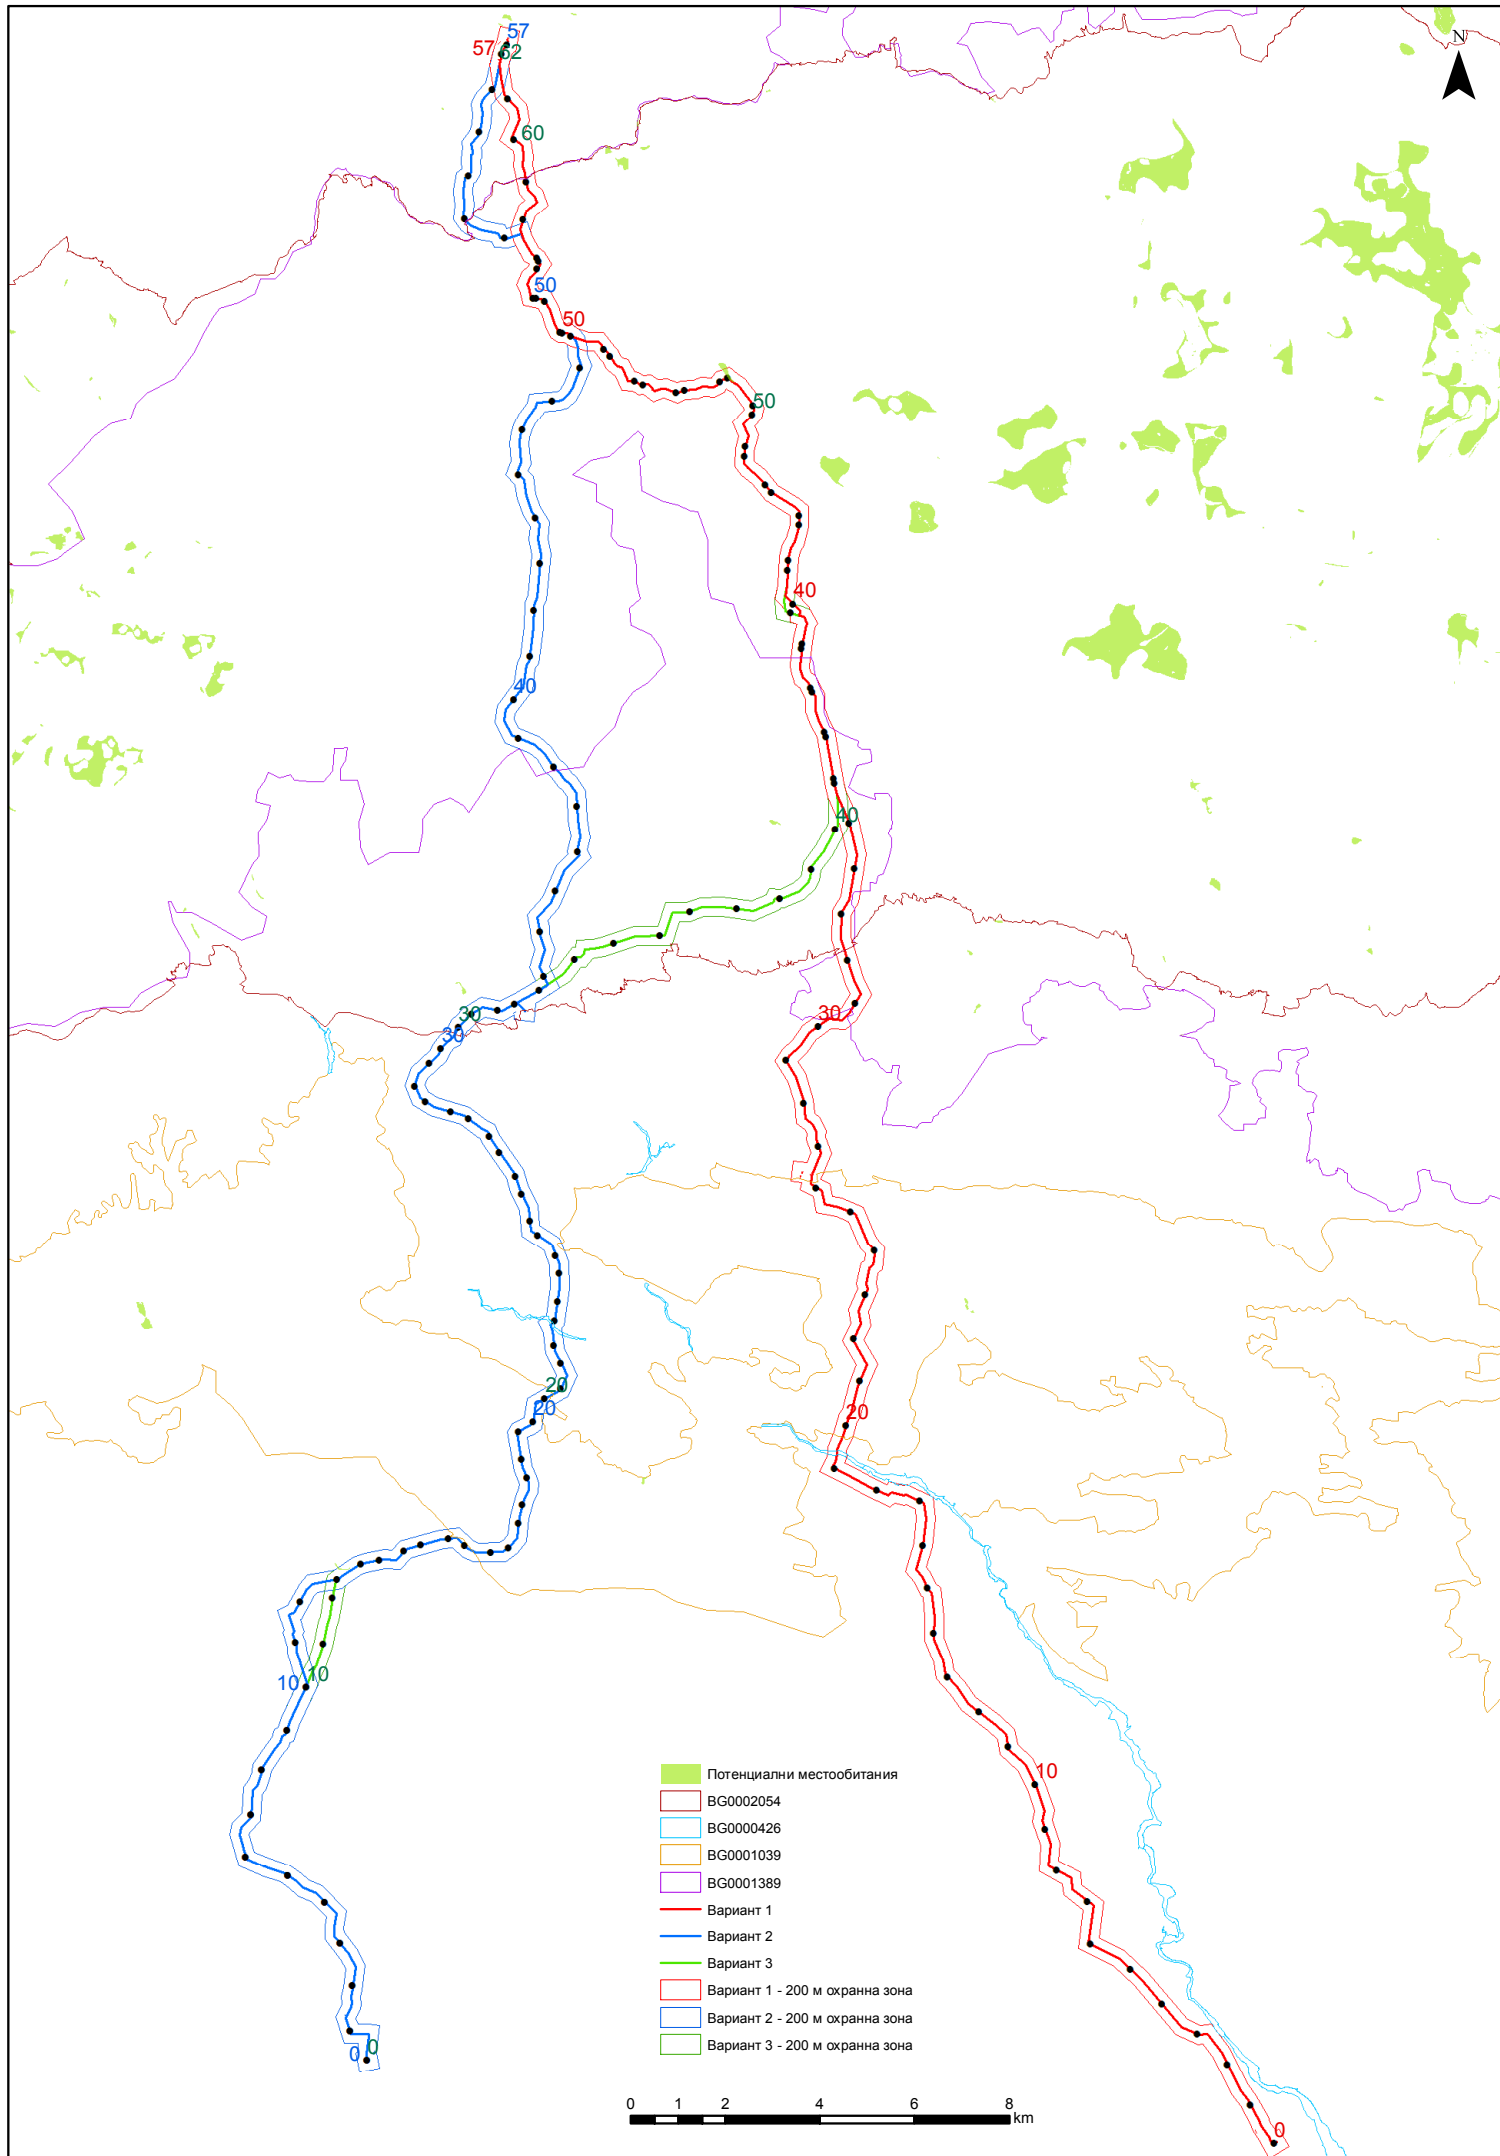 57
57
62
N
60
50
50
50
40
40
40
30
30
30
20
20
20
10
10
10
Потенциални местообитания
BG0002054
BG0000426
BG0001039
BG0001389
Вариант 1
Вариант 2
Вариант 3
Вариант 1 - 200 м охранна зона
Вариант 2 - 200 м охранна зона
Вариант 3 - 200 м охранна зона
0 0
0 1 2 4 6 8
km
0